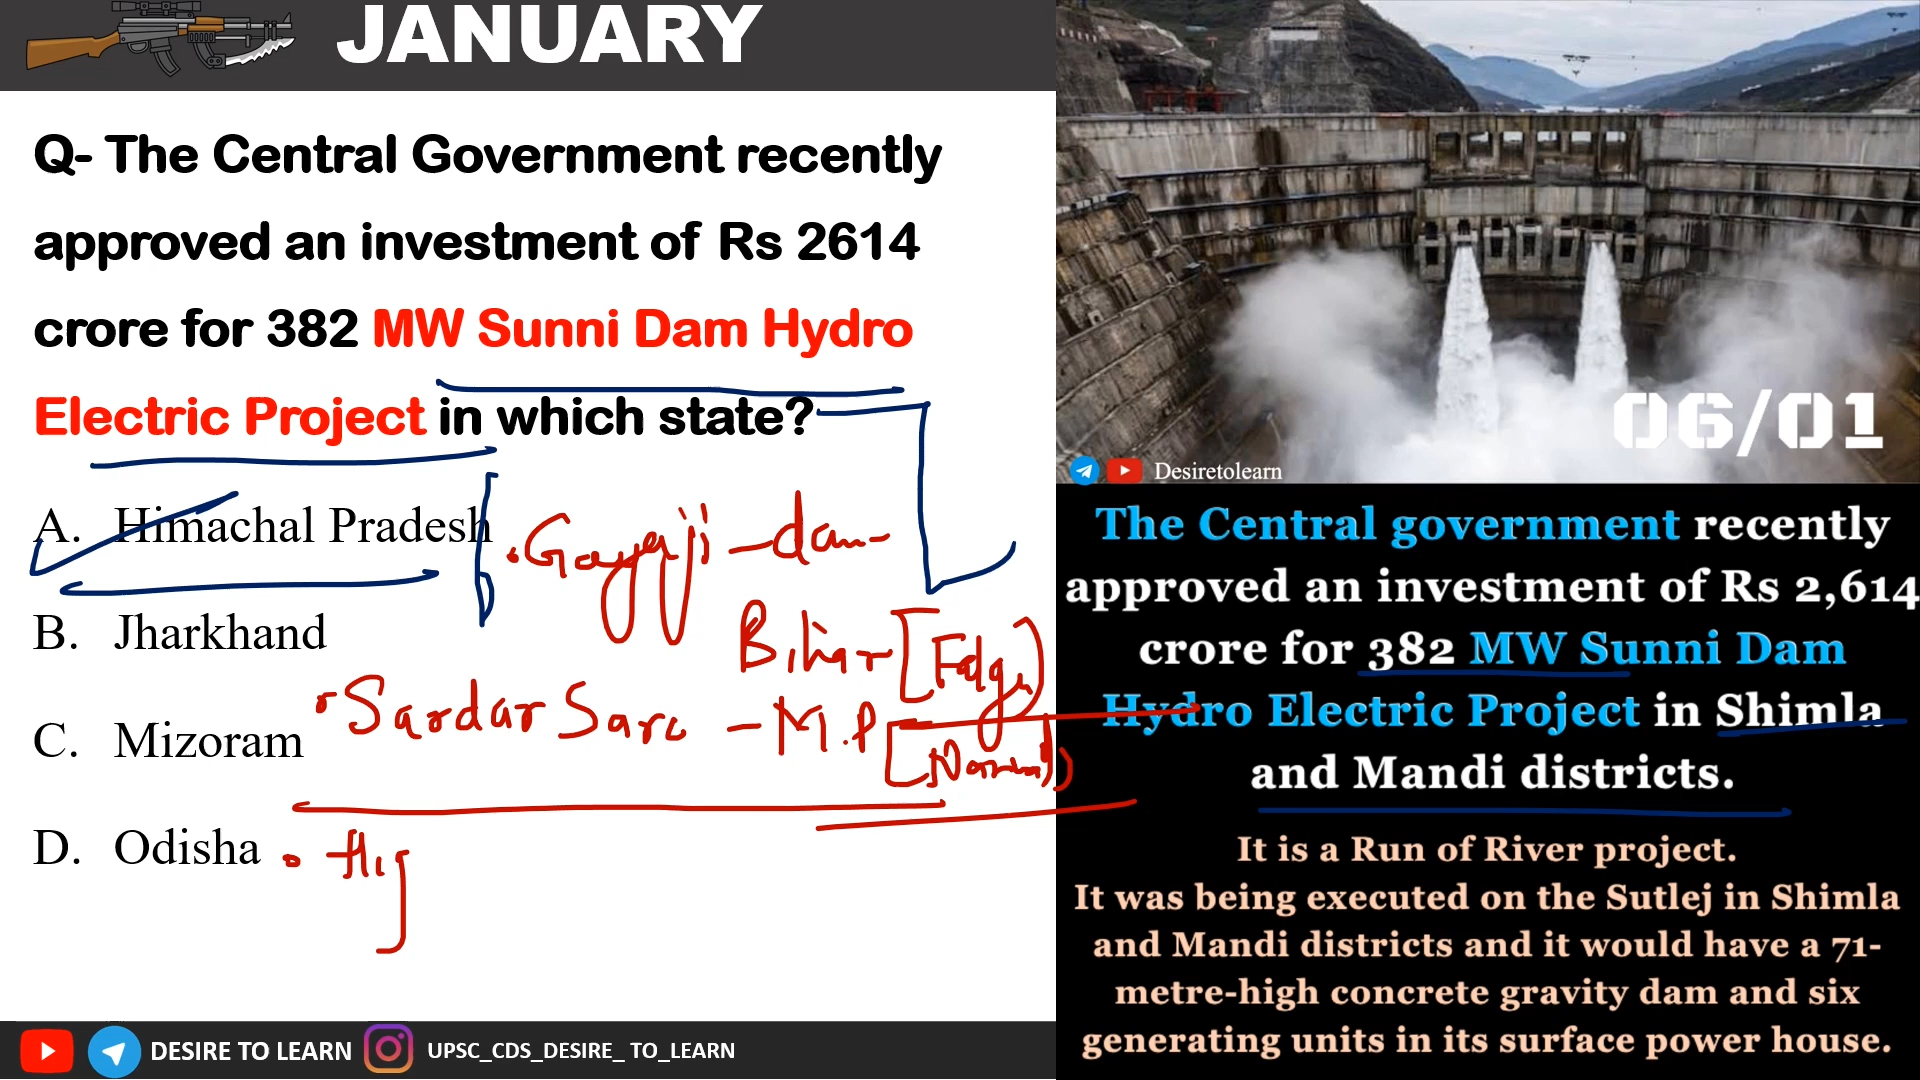 JANUARY
Q- The Central Government recently
approved an investment of Rs 2614
crore for 382 MW Sunni Dam Hydro
Electric Project in which state?
A. Himachal Pradesh
B. Jharkhand
C. Mizoram
D. Odisha
Gayaji - dam -
Bihar
Sardar Saro - M.P
06/01
Desiretolearn
The Central government recently
approved an investment of Rs 2,614
crore for 382 MW Sunni Dam
Hydro Electric Project in Shimla
and Mandi districts.
It is a Run of River project.
It was being executed on the Sutlej in Shimla
and Mandi districts and it would have a 71-
metre-high concrete gravity dam and six
generating units in its surface power house.
DESIRE TO LEARN
UPSC_CDS_DESIRE_ TO_LEARN